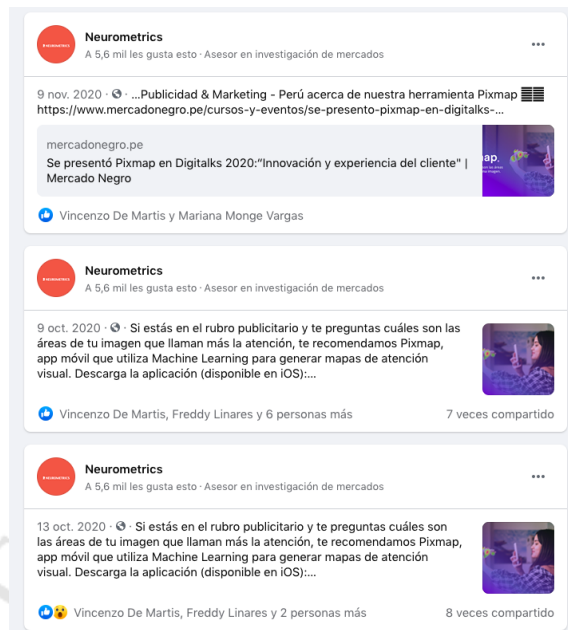 Neurometrics
A 5,6 mil les gusta esto · Asesor en investigación de mercados
9 nov. 2020 · ...Publicidad & Marketing - Perú acerca de nuestra herramienta Pixmap
https://www.mercadonegro.pe/cursos-y-eventos/se-presento-pixmap-en-digitalks-...
mercadonegro.pe
Se presentó Pixmap en Digitalks 2020:“Innovación y experiencia del cliente" |
Mercado Negro
ap.
Vincenzo De Martis y Mariana Monge Vargas
Neurometrics
A 5,6 mil les gusta esto · Asesor en investigación de mercados
9 oct. 2020 · Si estás en el rubro publicitario y te preguntas cuáles son las
áreas de tu imagen que llaman más la atención, te recomendamos Pixmap,
app móvil que utiliza Machine Learning para generar mapas de atención
visual. Descarga la aplicación (disponible en iOS):...
Vincenzo De Martis, Freddy Linares y 6 personas más
7 veces compartido
Neurometrics
A 5,6 mil les gusta esto · Asesor en investigación de mercados
13 oct. 2020 · Si estás en el rubro publicitario y te preguntas cuáles son
las áreas de tu imagen que llaman más la atención, te recomendamos Pixmap,
app móvil que utiliza Machine Learning para generar mapas de atención
visual. Descarga la aplicación (disponible en iOS):...
Vincenzo De Martis, Freddy Linares y 2 personas más
8 veces compartido